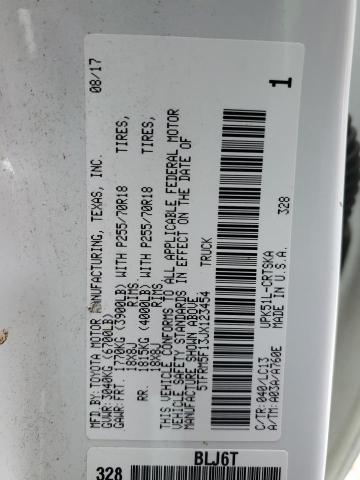 MFD. BY: TOYOTA MOTOR MANUFACTURING, TEXAS, INC. 08/17
GVWR: 3040KG (6700LB)
GAWR: FRT. 1770KG (3900LB) WITH P255/70R18 TIRES,
18X8J RIMS,
RR. 1815KG (4000LB) WITH P255/70R18 TIRES,
18X8J RIMS.
THIS VEHICLE CONFORMS TO ALL APPLICABLE FEDERAL MOTOR
VEHICLE SAFETY STANDARDS IN EFFECT ON THE DATE OF
MANUFACTURE SHOWN ABOVE.
5TFRM5F13JX123454 TRUCK
1
UPK51L-CRTSKA 328
C/TR: 040/LC13 MADE IN U.S.A.
A/TM: A03A/A760E
328 BLJ6T